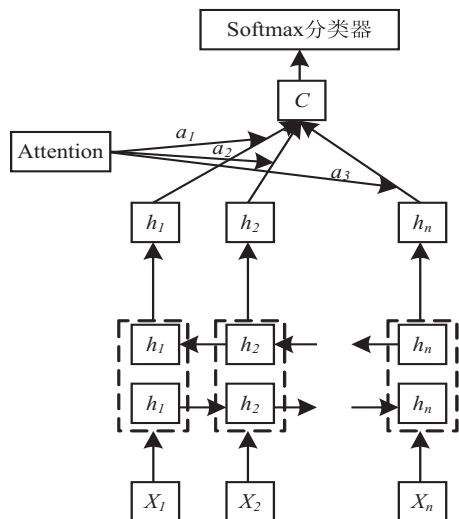 Softmax分类器
C
a1
a2
Attention
a3
h1 h2 hn
h1 h2 hn
h1 h2 hn
X1 X2 Xn